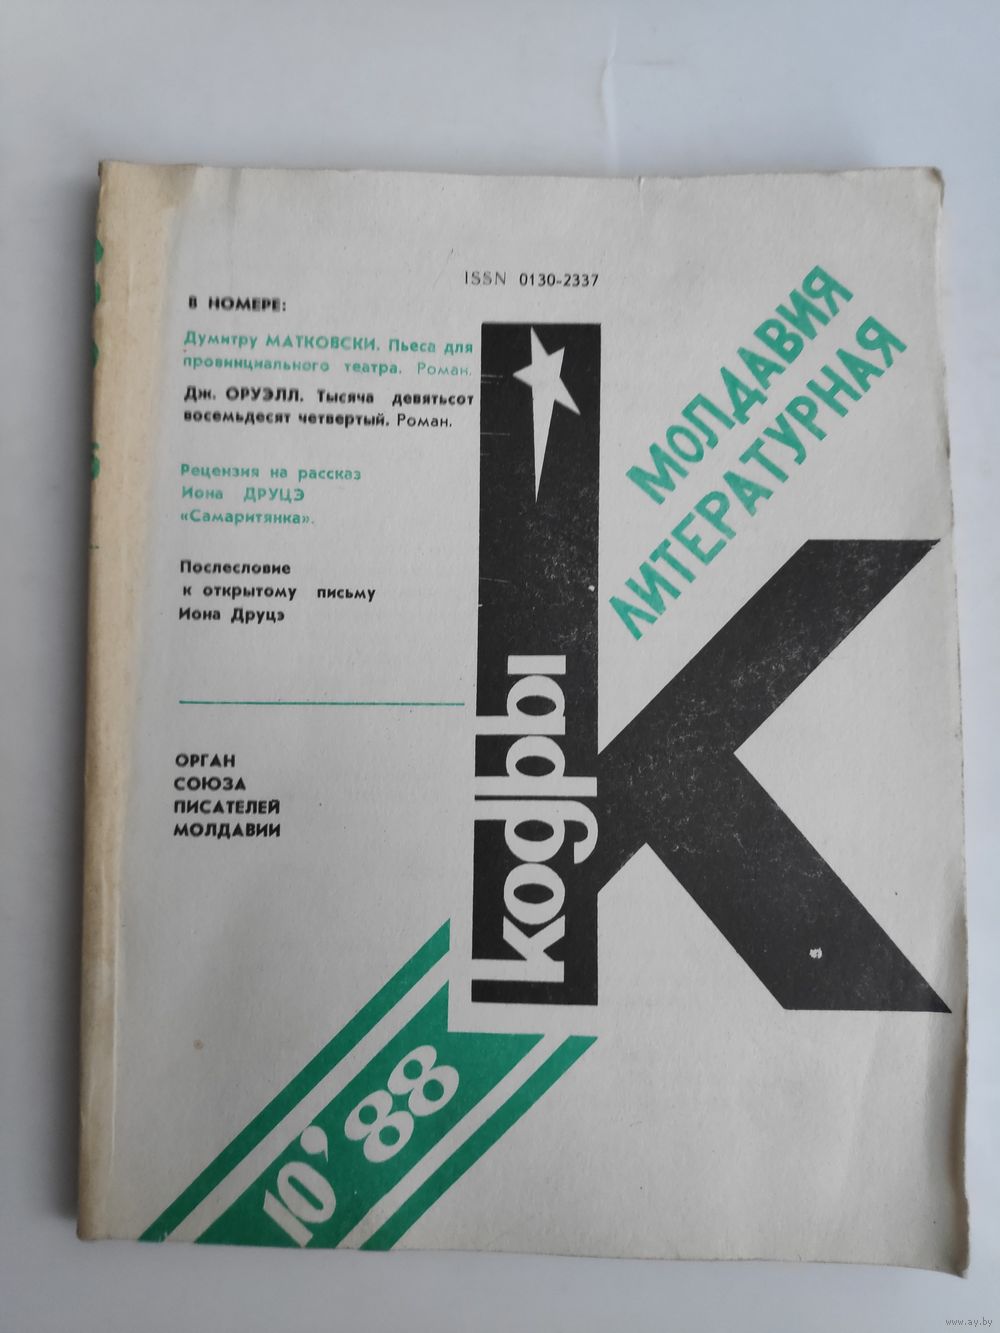 ISSN 0130-2337
В НОМЕРЕ:
Думитру МАТКОВСКИ. Пьеса для
провинциального театра. Роман.
Дж. ОРУЭЛЛ. Тысяча девятьсот
восемьдесят четвертый. Роман.
Рецензия на рассказ
Иона ДРУЦЭ
«Самаритянка».
Послесловие
к открытому письму
Иона Друцэ
ОРГАН
СОЮЗА
ПИСАТЕЛЕЙ
МОЛДАВИИ
МОЛДАВИЯ
ЛИТЕРАТУРНАЯ
К
кодры
10'88
www.ay.by